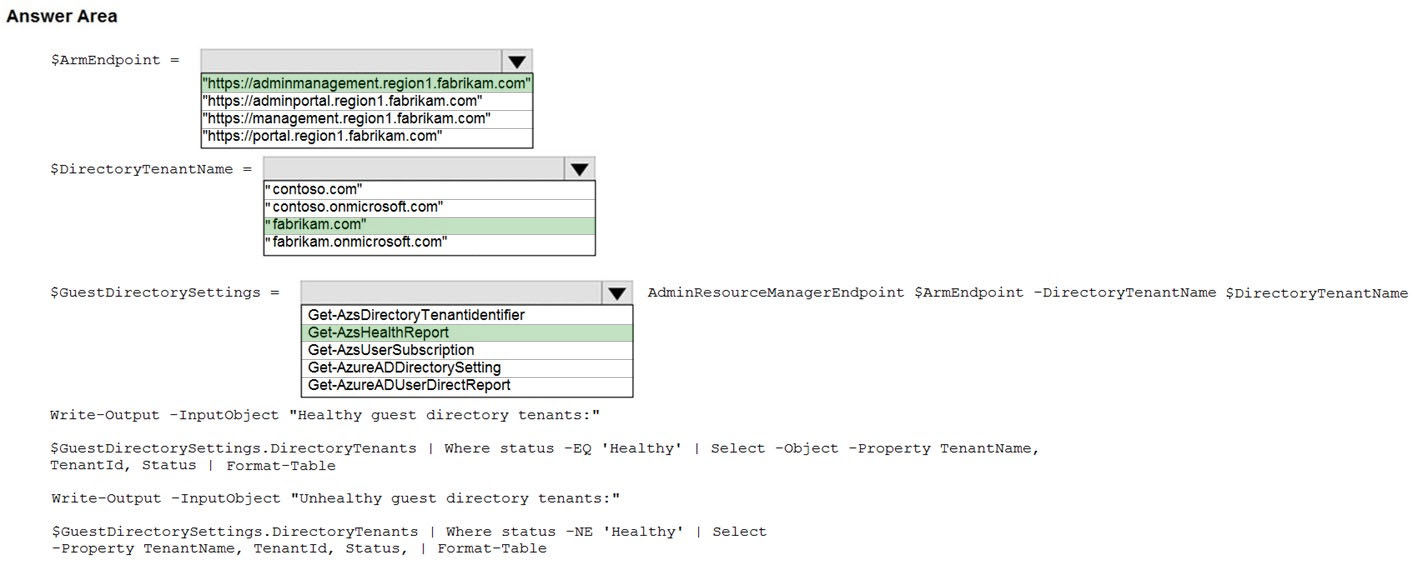 Answer Area
$ArmEndpoint =
"https://adminmanagement.region1.fabrikam.com"
"https://adminportal.region1.fabrikam.com"
"https://management.region1.fabrikam.com"
"https://portal.region1.fabrikam.com"
$DirectoryTenantName =
"contoso.com"
"contoso.onmicrosoft.com"
"fabrikam.com"
"fabrikam.onmicrosoft.com"
$GuestDirectorySettings = AdminResourceManagerEndpoint $ArmEndpoint -DirectoryTenantName $DirectoryTenantName
Get-AzsDirectoryTenantidentifier
Get-AzsHealthReport
Get-AzsUserSubscription
Get-AzureADDirectorySetting
Get-AzureADUserDirectReport
Write-Output -InputObject "Healthy guest directory tenants:"
$GuestDirectorySettings.DirectoryTenants | Where status -EQ 'Healthy' | Select -Object -Property TenantName,
TenantId, Status | Format-Table
Write-Output -InputObject "Unhealthy guest directory tenants:"
$GuestDirectorySettings.DirectoryTenants | Where status -NE 'Healthy' | Select
-Property TenantName, TenantId, Status, | Format-Table